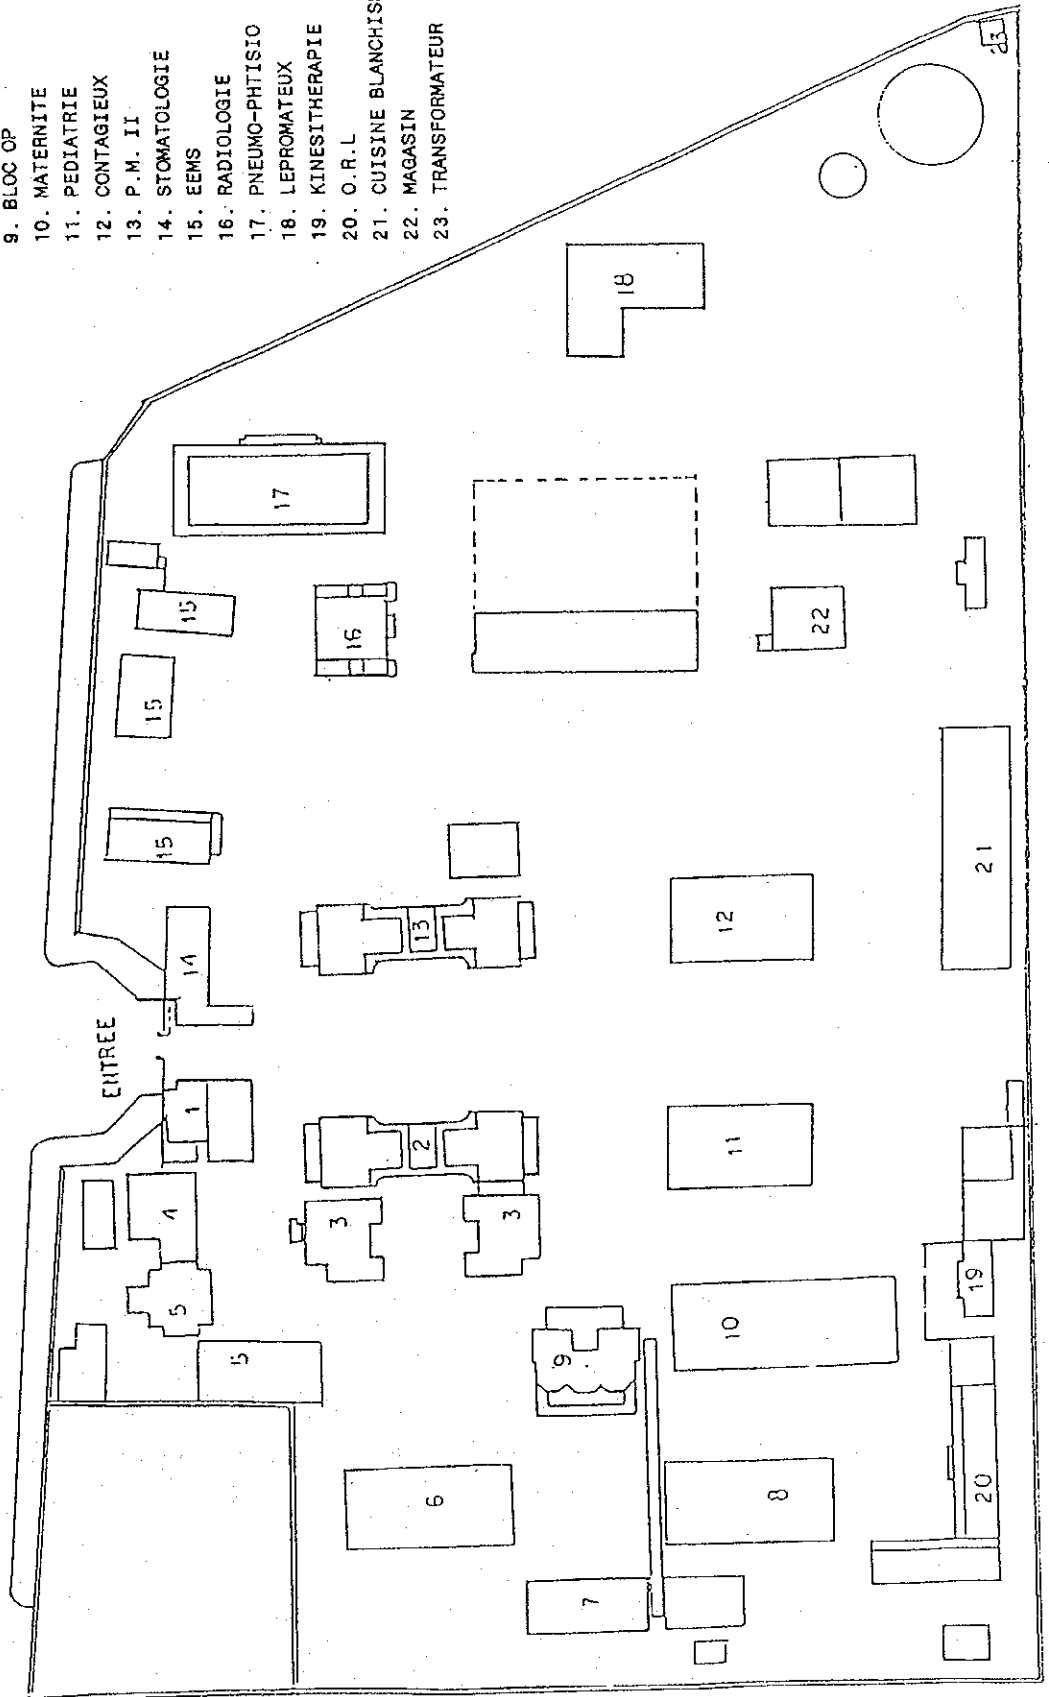 9. BLOC OP
10. MATERNITE
11. PEDIATRIE
12. CONTAGIEUX
13. P.M. II
14. STOMATOLOGIE
15. EEMS
16. RADIOLOGIE
17. PNEUMO-PHTISIO
18. LEPROMATEUX
19. KINESITHERAPIE
20. O.R.L
21. CUISINE BLANCHIS
22. MAGASIN
23. TRANSFORMATEUR
ENTREE
23
18
17
15
16
22
15
15
13
12
21
14
1
2
11
4
3
3
5
5
9
10
19
6
8
20
7